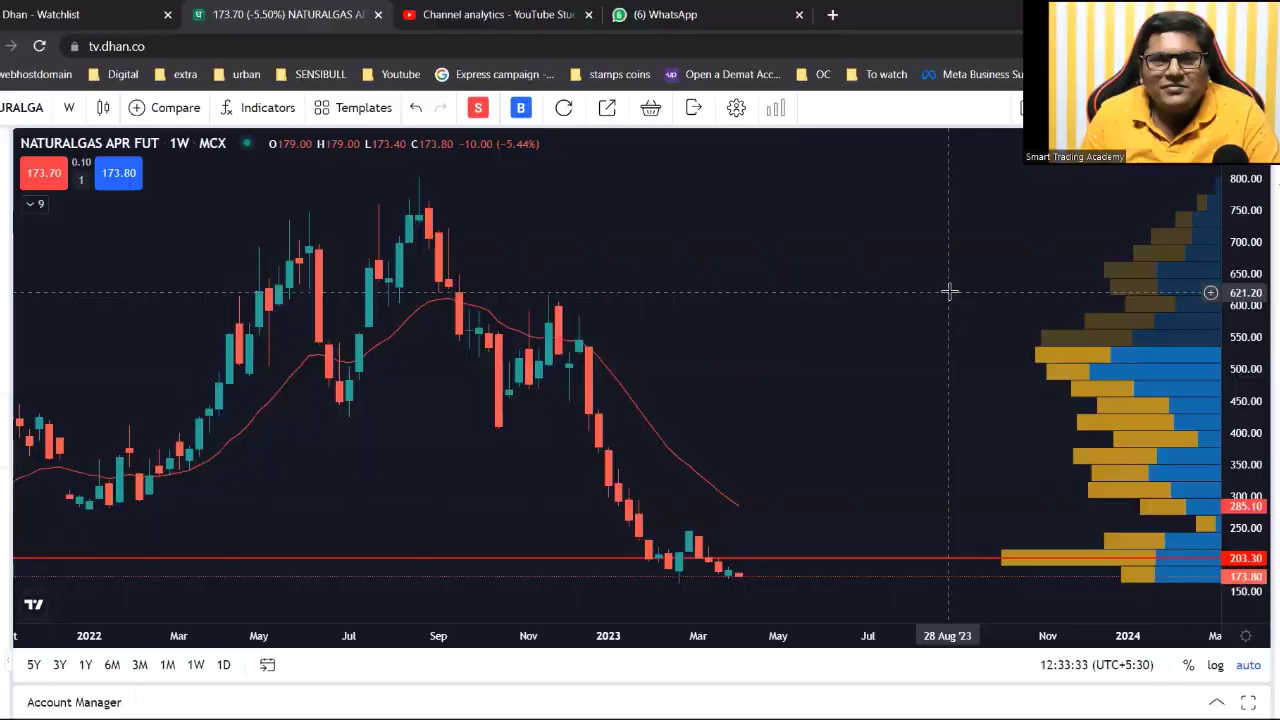 Dhan - Watchlist
173.70 (-5.50%) NATURALGAS A
Channel analytics - YouTube Stu
(6) WhatsApp
tv.dhan.co
webhostdomain Digital extra urban SENSIBULL Youtube Express campaign -... stamps coins up Open a Demat Acc... OC To watch Meta Business Su
URALGA W Compare Indicators Templates S B
NATURALGAS APR FUT 1W MCX O179.00 H179.00 L173.40 C173.80 −10.00 (−5.44%)
173.70 0.10 1 173.80
9
Smart Trading Academy
800.00
750.00
700.00
650.00
621.20
600.00
550.00
500.00
450.00
400.00
350.00
300.00
285.10
250.00
203.30
173.80
150.00
t 2022 Mar May Jul Sep Nov 2023 Mar May Jul 28 Aug '23 Nov 2024 Ma
5Y 3Y 1Y 6M 3M 1M 1W 1D 12:33:33 (UTC+5:30) % log auto
Account Manager